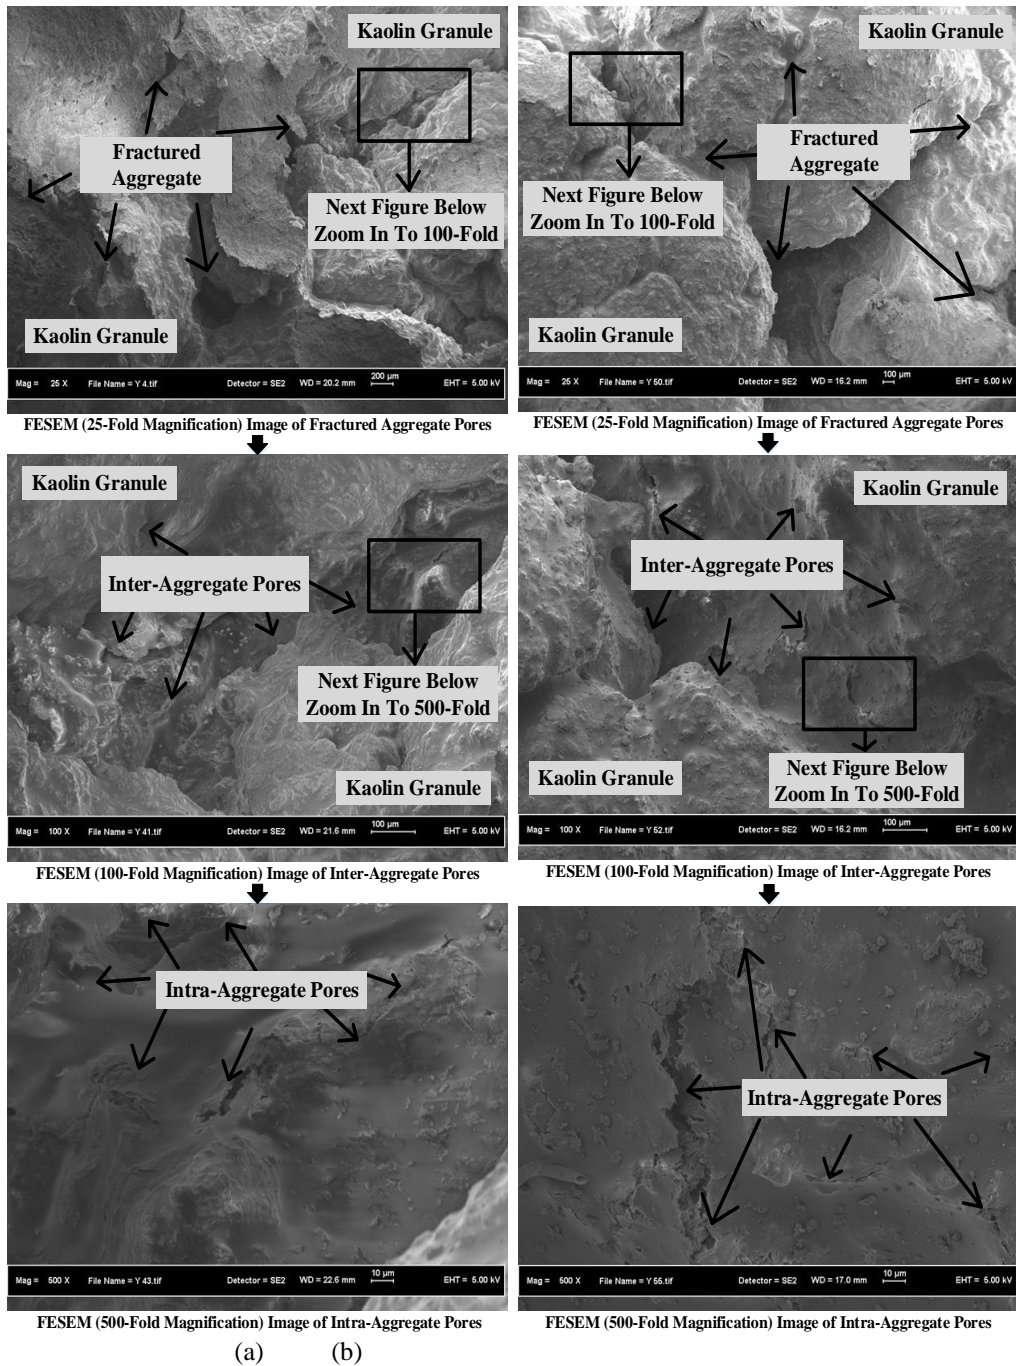 Kaolin Granule
Fractured
Aggregate
Next Figure Below
Zoom In To 100-Fold
Kaolin Granule
Mag = 25 X File Name = Y 4.tif Detector = SE2 WD = 20.2 mm 200 µm EHT = 5.00 kV
FESEM (25-Fold Magnification) Image of Fractured Aggregate Pores
Kaolin Granule
Inter-Aggregate Pores
Next Figure Below
Zoom In To 500-Fold
Kaolin Granule
Mag = 100 X File Name = Y 41.tif Detector = SE2 WD = 21.6 mm 100 µm EHT = 5.00 kV
FESEM (100-Fold Magnification) Image of Inter-Aggregate Pores
Intra-Aggregate Pores
Mag = 500 X File Name = Y 43.tif Detector = SE2 WD = 22.6 mm 10 µm EHT = 5.00 kV
FESEM (500-Fold Magnification) Image of Intra-Aggregate Pores
Kaolin Granule
Fractured
Aggregate
Next Figure Below
Zoom In To 100-Fold
Kaolin Granule
Mag = 25 X File Name = Y 50.tif Detector = SE2 WD = 16.2 mm 100 µm EHT = 5.00 kV
FESEM (25-Fold Magnification) Image of Fractured Aggregate Pores
Kaolin Granule
Inter-Aggregate Pores
Kaolin Granule
Next Figure Below
Zoom In To 500-Fold
Mag = 100 X File Name = Y 52.tif Detector = SE2 WD = 16.2 mm 100 µm EHT = 5.00 kV
FESEM (100-Fold Magnification) Image of Inter-Aggregate Pores
Intra-Aggregate Pores
Mag = 500 X File Name = Y 55.tif Detector = SE2 WD = 17.0 mm 10 µm EHT = 5.00 kV
FESEM (500-Fold Magnification) Image of Intra-Aggregate Pores
(a) (b)